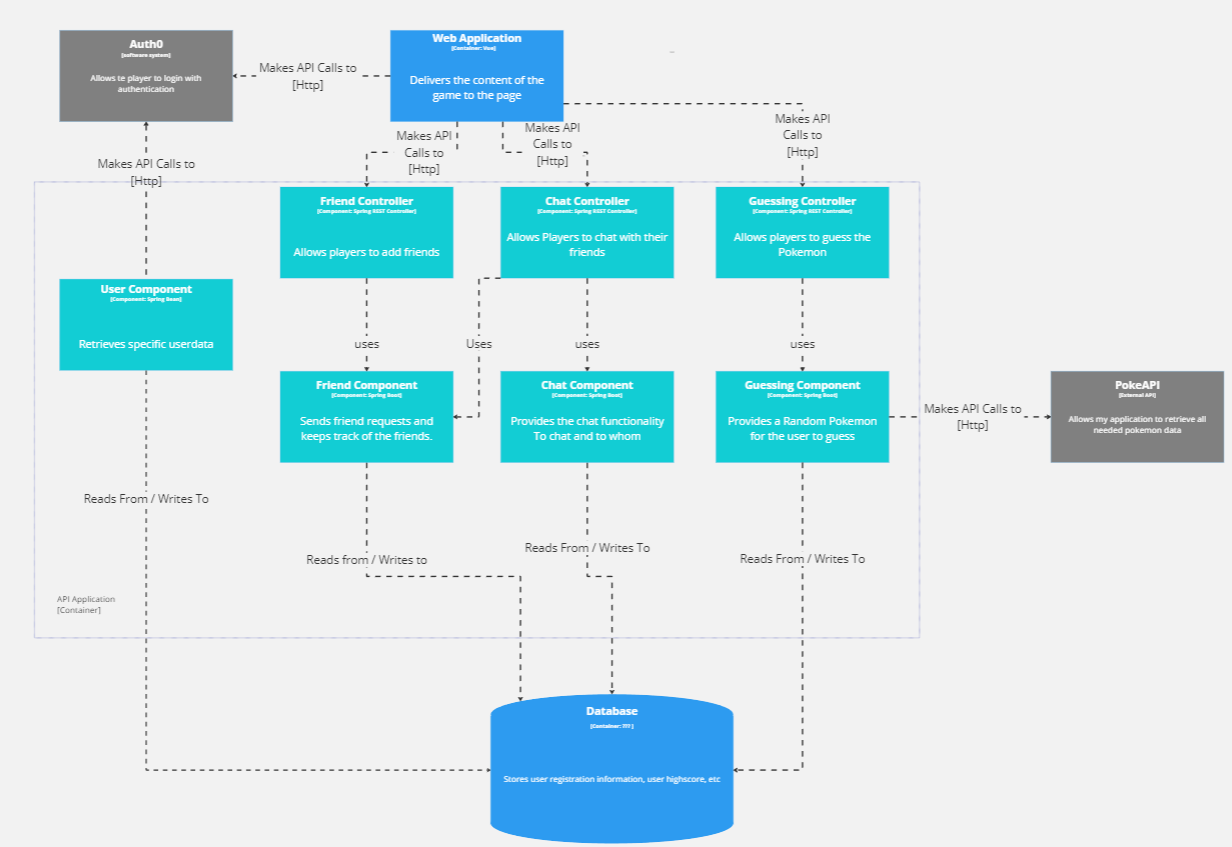 Auth0
[software system]
Allows te player to login with
authentication
Makes API Calls to
[Http]
Web Application
[Container: Vue]
Delivers the content of the
game to the page
Makes API Calls to
[Http]
Makes API
Calls to
[Http]
Makes API
Calls to
[Http]
Makes API
Calls to
[Http]
Friend Controller
[Component: Spring REST Controller]
Allows players to add friends
Chat Controller
[Component: Spring REST Controller]
Allows Players to chat with their
friends
Guessing Controller
[Component: Spring REST Controller]
Allows players to guess the
Pokemon
User Component
[Component: Spring Boot]
Retrieves specific userdata
uses
Uses
uses
uses
Friend Component
[Component: Spring Boot]
Sends friend requests and
keeps track of the friends.
Chat Component
[Component: Spring Boot]
Provides the chat functionality
To chat and to whom
Guessing Component
[Component: Spring Boot]
Provides a Random Pokemon
for the user to guess
Makes API Calls to
[Http]
PokeAPI
[External API]
Allows my application to retrieve all
needed pokemon data
Reads From / Writes To
Reads from / Writes to
Reads From / Writes To
Reads From / Writes To
API Application
[Container]
Database
[Container: ???]
Stores user registration information, user highscore, etc